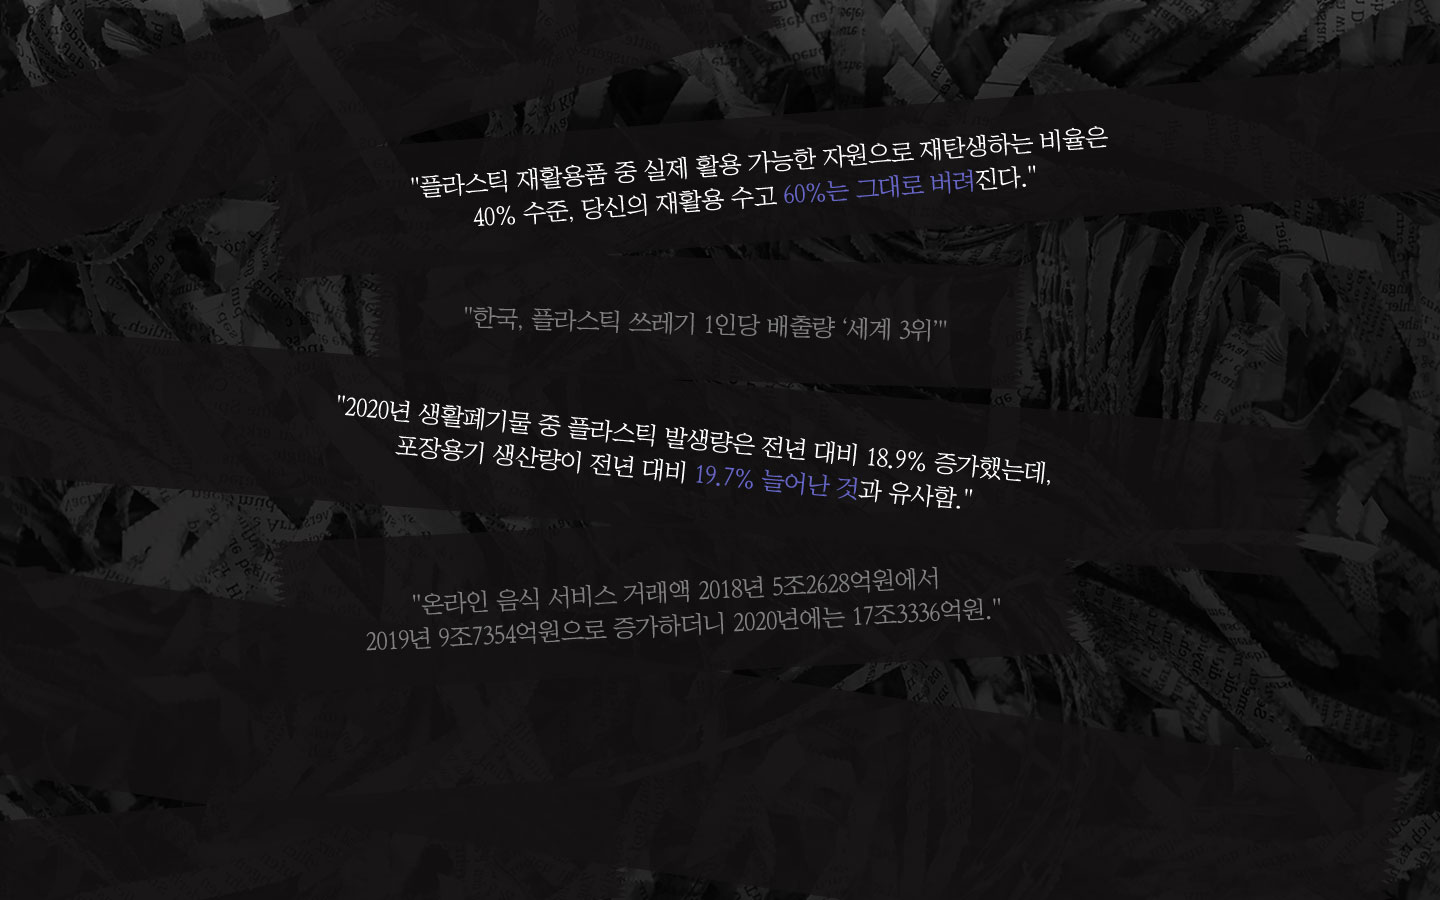 "플라스틱 재활용품 중 실제 활용 가능한 자원으로 재탄생하는 비율은
40% 수준, 당신의 재활용 수고 60%는 그대로 버려진다."
"한국, 플라스틱 쓰레기 1인당 배출량 ‘세계 3위’"
"2020년 생활폐기물 중 플라스틱 발생량은 전년 대비 18.9% 증가했는데,
포장용기 생산량이 전년 대비 19.7% 늘어난 것과 유사함."
"온라인 음식 서비스 거래액 2018년 5조2628억원에서
2019년 9조7354억원으로 증가하더니 2020년에는 17조3336억원."